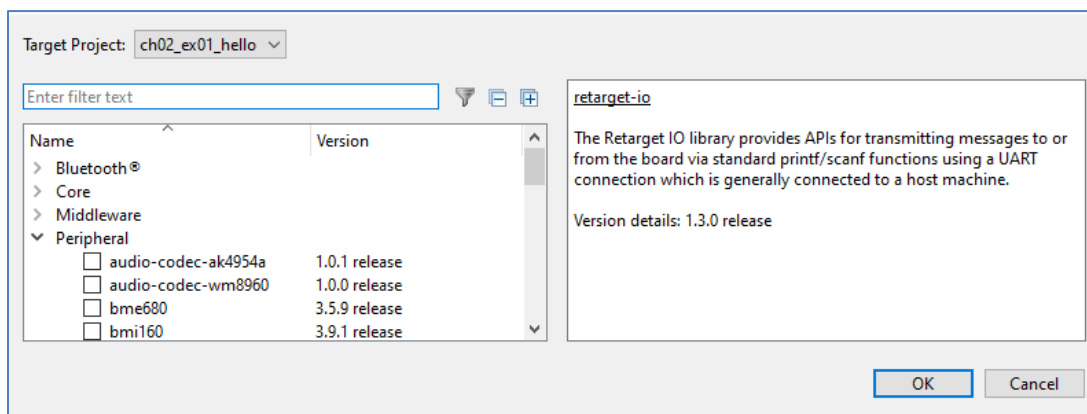 Target Project: ch02_ex01_hello
Enter filter text
Name Version
Bluetooth®
Core
Middleware
Peripheral
audio-codec-ak4954a 1.0.1 release
audio-codec-wm8960 1.0.0 release
bme680 3.5.9 release
bmi160 3.9.1 release
retarget-io
The Retarget IO library provides APIs for transmitting messages to or
from the board via standard printf/scanf functions using a UART
connection which is generally connected to a host machine.
Version details: 1.3.0 release
OK Cancel